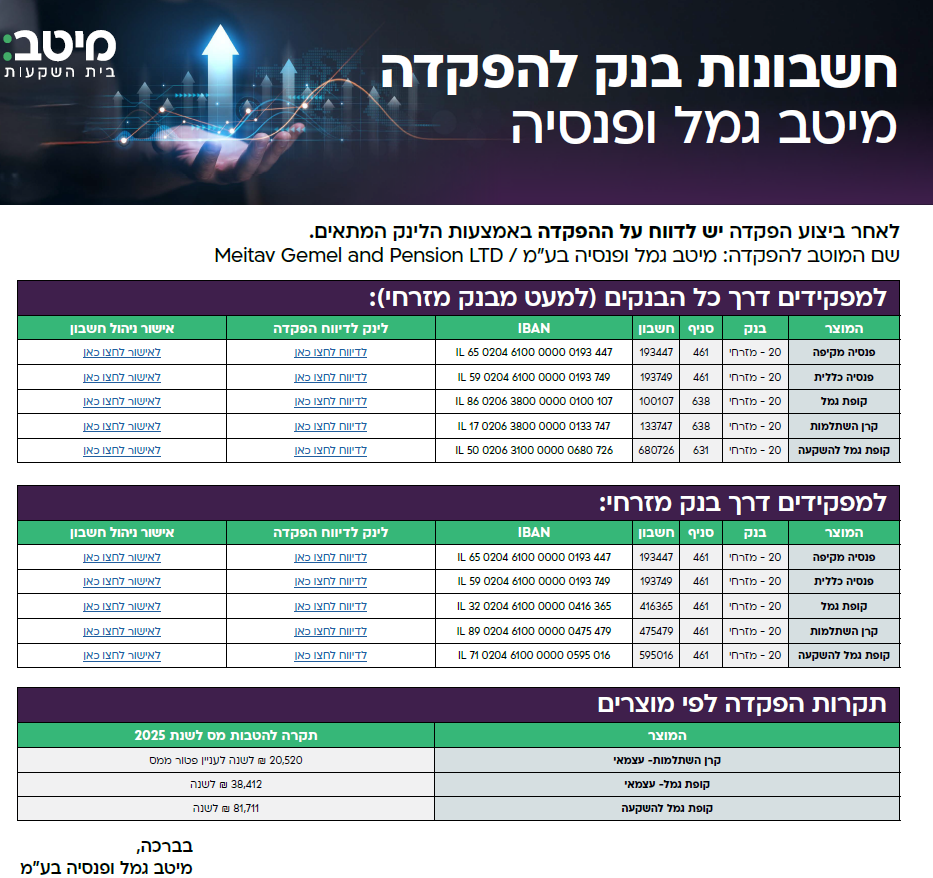 מיטב:
בית השקעות
חשבונות בנק להפקדה
מיטב גמל ופנסיה
לאחר ביצוע הפקדה יש לדווח על ההפקדה באמצעות הלינק המתאים.
שם המוטב להפקדה: מיטב גמל ופנסיה בע"מ / Meitav Gemel and Pension LTD
למפקידים דרך כל הבנקים (למעט מבנק מזרחי):
המוצר בנק סניף חשבון IBAN לינק לדיווח הפקדה אישור ניהול חשבון
פנסיה מקיפה 20 - מזרחי 461 193447 IL 65 0204 6100 0000 0193 447 לדיווח לחצו כאן לאישור לחצו כאן
פנסיה כללית 20 - מזרחי 461 193749 IL 59 0204 6100 0000 0193 749 לדיווח לחצו כאן לאישור לחצו כאן
קופת גמל 20 - מזרחי 638 100107 IL 86 0206 3800 0000 0100 107 לדיווח לחצו כאן לאישור לחצו כאן
קרן השתלמות 20 - מזרחי 638 133747 IL 17 0206 3800 0000 0133 747 לדיווח לחצו כאן לאישור לחצו כאן
קופת גמל להשקעה 20 - מזרחי 631 680726 IL 50 0206 3100 0000 0680 726 לדיווח לחצו כאן לאישור לחצו כאן
למפקידים דרך בנק מזרחי:
המוצר בנק סניף חשבון IBAN לינק לדיווח הפקדה אישור ניהול חשבון
פנסיה מקיפה 20 - מזרחי 461 193447 IL 65 0204 6100 0000 0193 447 לדיווח לחצו כאן לאישור לחצו כאן
פנסיה כללית 20 - מזרחי 461 193749 IL 59 0204 6100 0000 0193 749 לדיווח לחצו כאן לאישור לחצו כאן
קופת גמל 20 - מזרחי 461 416365 IL 32 0204 6100 0000 0416 365 לדיווח לחצו כאן לאישור לחצו כאן
קרן השתלמות 20 - מזרחי 461 475479 IL 89 0204 6100 0000 0475 479 לדיווח לחצו כאן לאישור לחצו כאן
קופת גמל להשקעה 20 - מזרחי 461 595016 IL 71 0204 6100 0000 0595 016 לדיווח לחצו כאן לאישור לחצו כאן
תקרות הפקדה לפי מוצרים
המוצר תקרה להטבות מס לשנת 2025
קרן השתלמות- עצמאי 20,520 ₪ לשנה לעניין פטור ממס
קופת גמל- עצמאי 38,412 ₪ לשנה
קופת גמל להשקעה 81,711 ₪ לשנה
בברכה,
מיטב גמל ופנסיה בע"מ